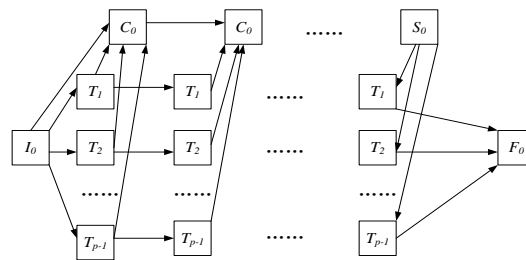 C0 C0 ...... S0
T1 T1 ...... T1
I0 T2 T2 ...... T2 F0
...... ...... ......
Tp-1 Tp-1 ...... Tp-1